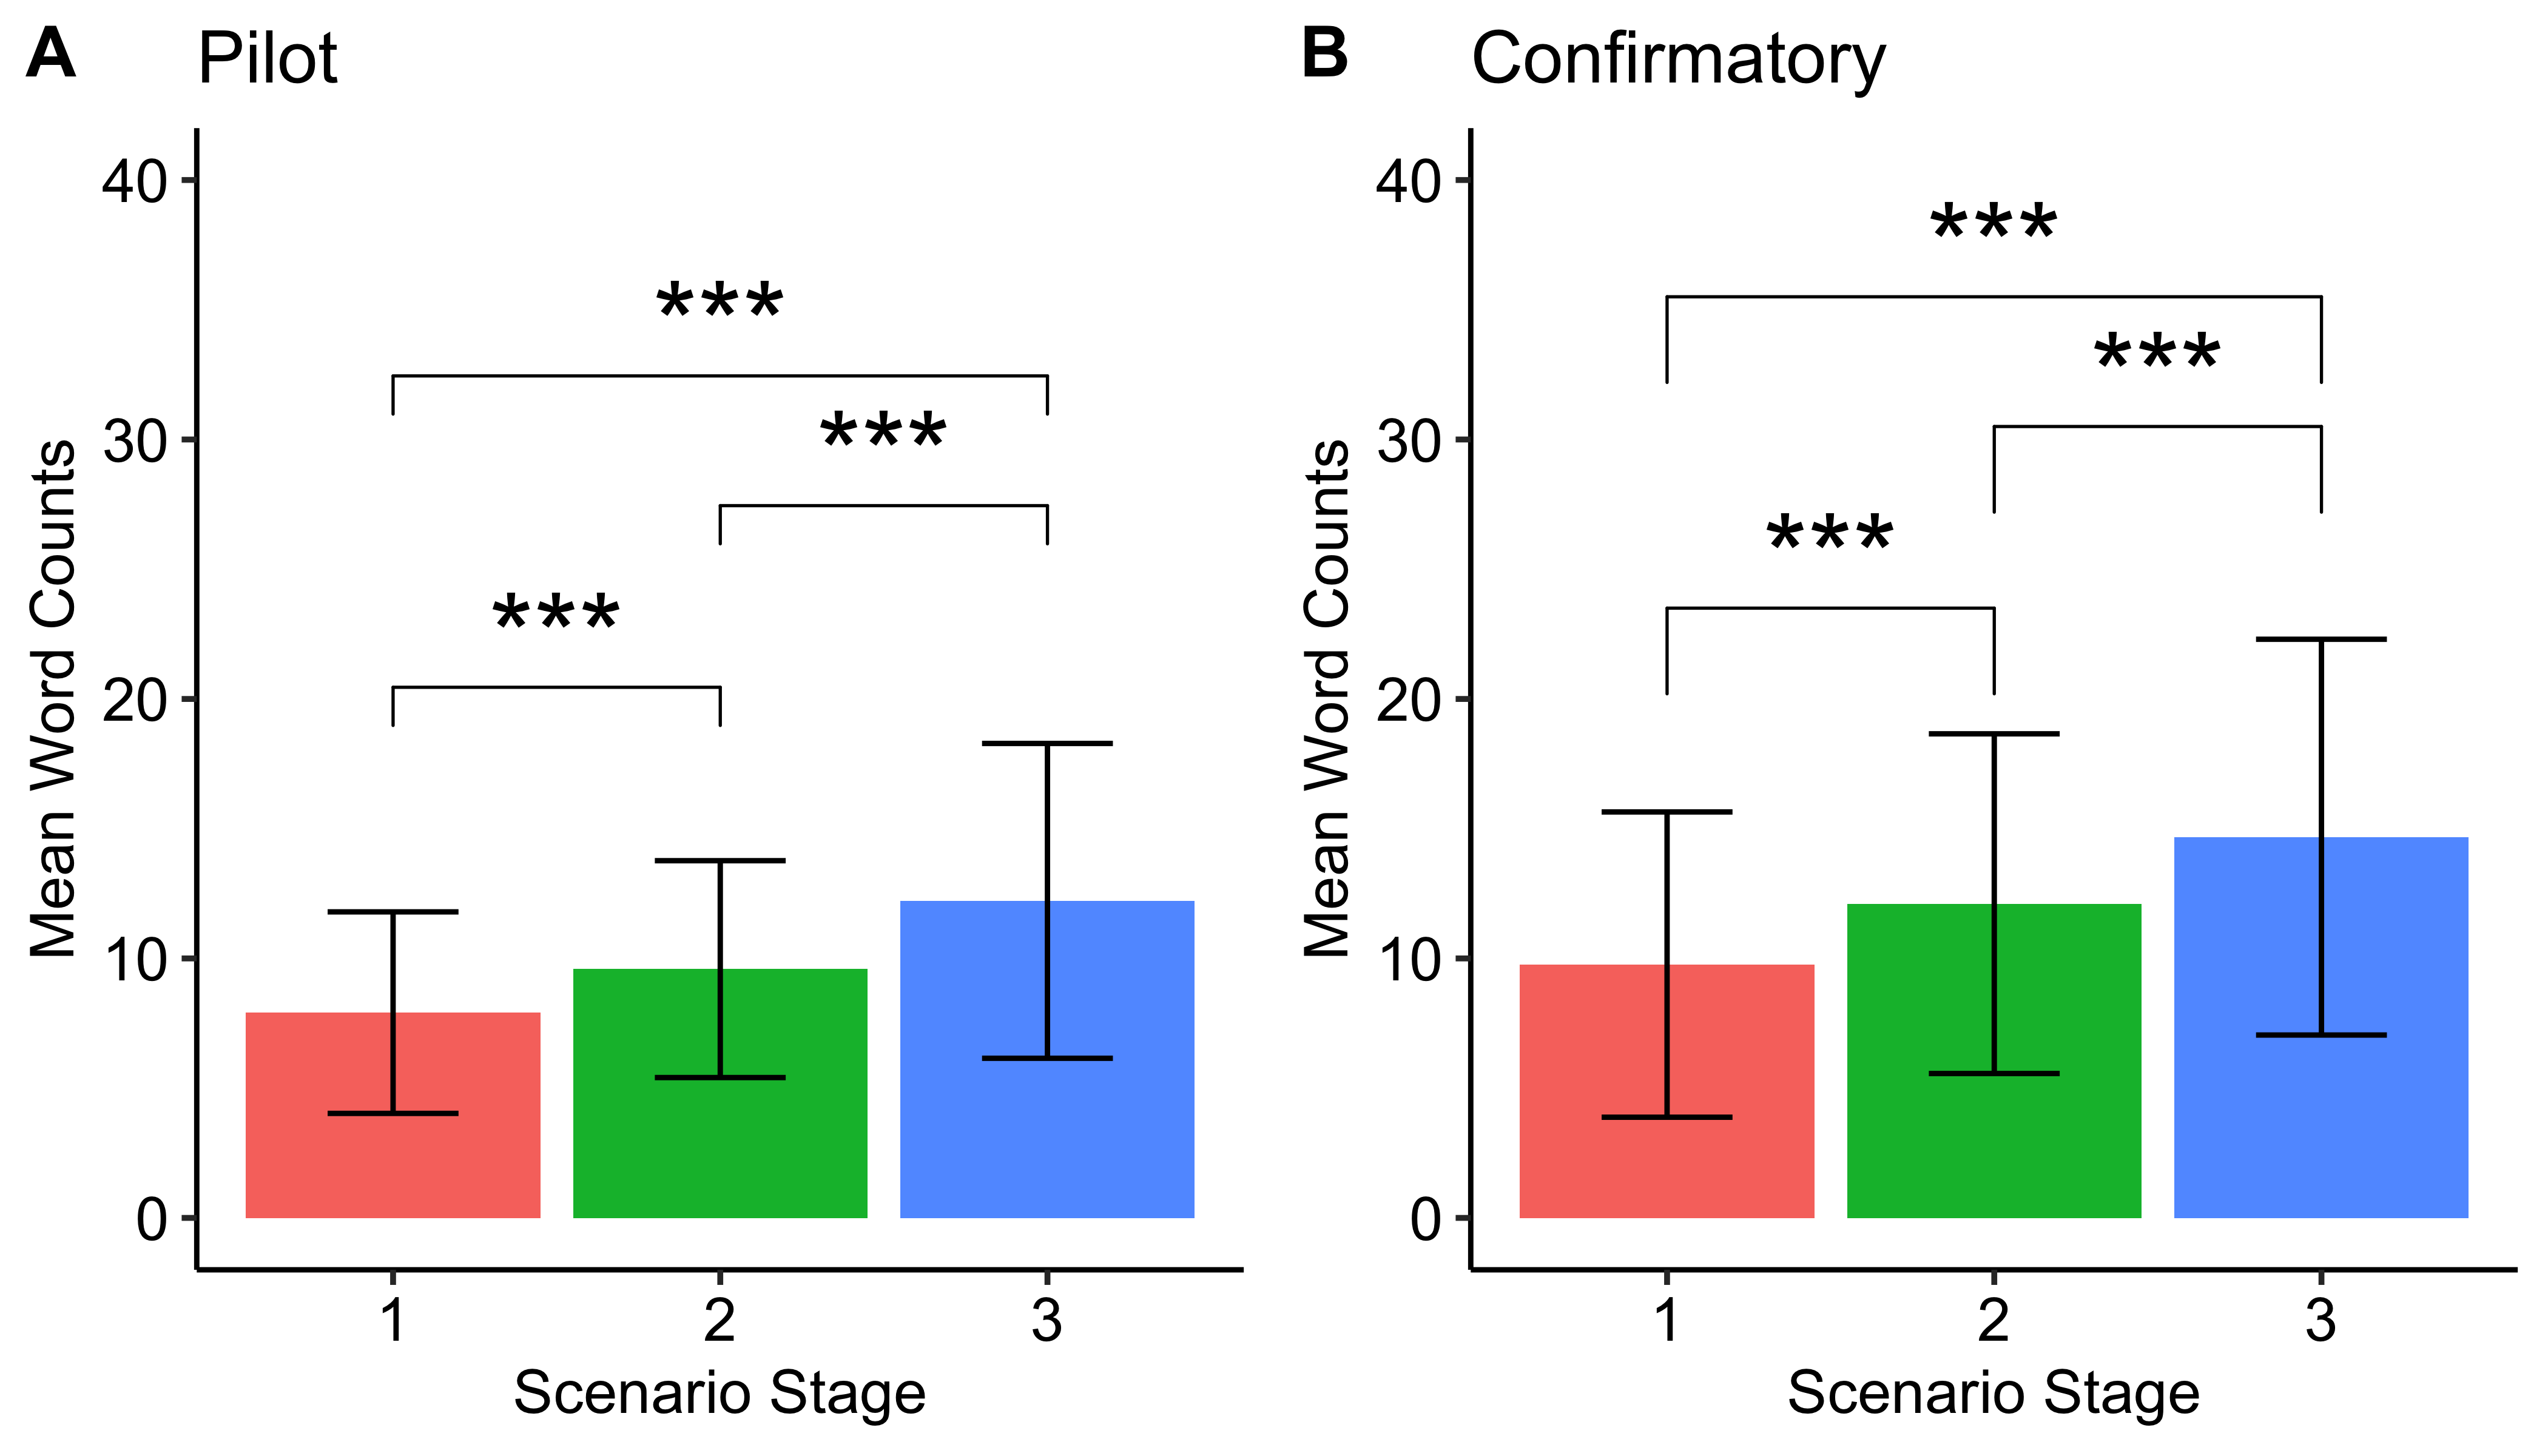 A Pilot
40
30
20
10
0
Mean Word Counts
***
***
***
1 2 3
Scenario Stage
B Confirmatory
40
30
20
10
0
Mean Word Counts
***
***
***
1 2 3
Scenario Stage